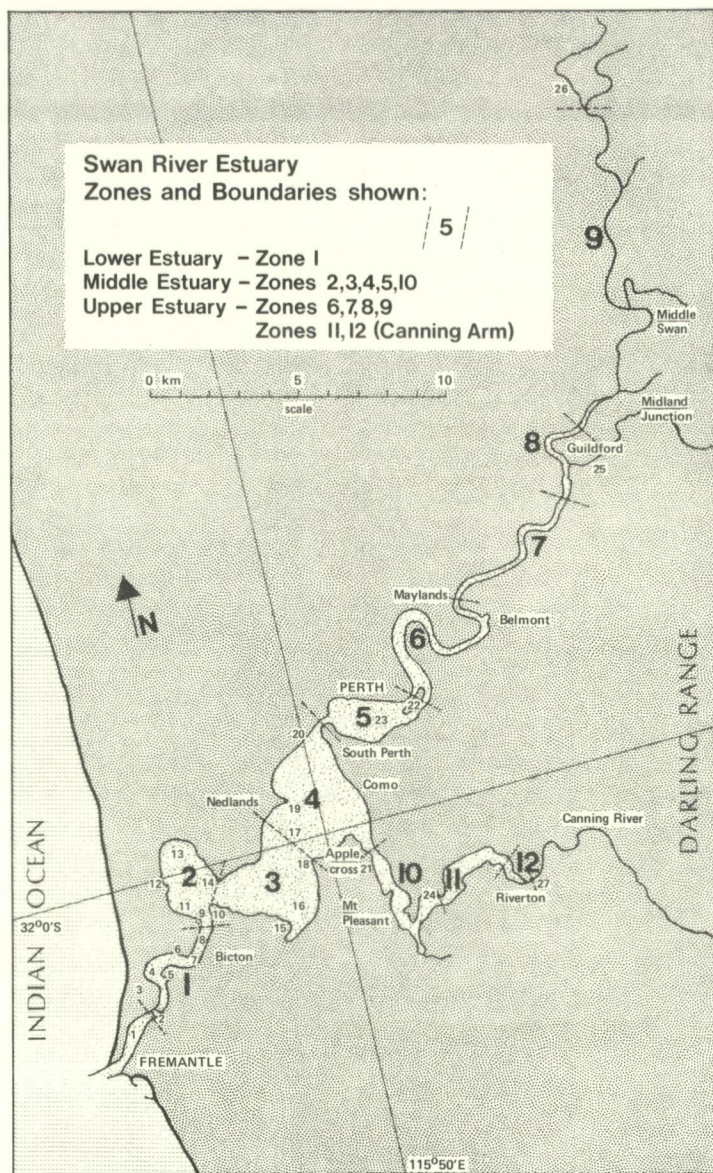 26
Swan River Estuary
Zones and Boundaries shown:
/ 5 /
Lower Estuary – Zone 1
Middle Estuary – Zones 2,3,4,5,10
Upper Estuary – Zones 6,7,8,9
Zones 11,12 (Canning Arm)
9
Middle
Swan
0 km 5 10
scale
Midland
Junction
8
Guildford
25
7
Maylands
Belmont
N
6
PERTH
22
5
23
20
South Perth
DARLING RANGE
Como
4
Nedlands
19
17
Canning River
13
Apple
cross
18
21
2
12
14
3
10
12
11
27
Riverton
24
11
16
Mt
Pleasant
9
10
15
32°0'S
8
Bicton
6
7
4
5
1
3
INDIAN OCEAN
2
1
FREMANTLE
115°50'E